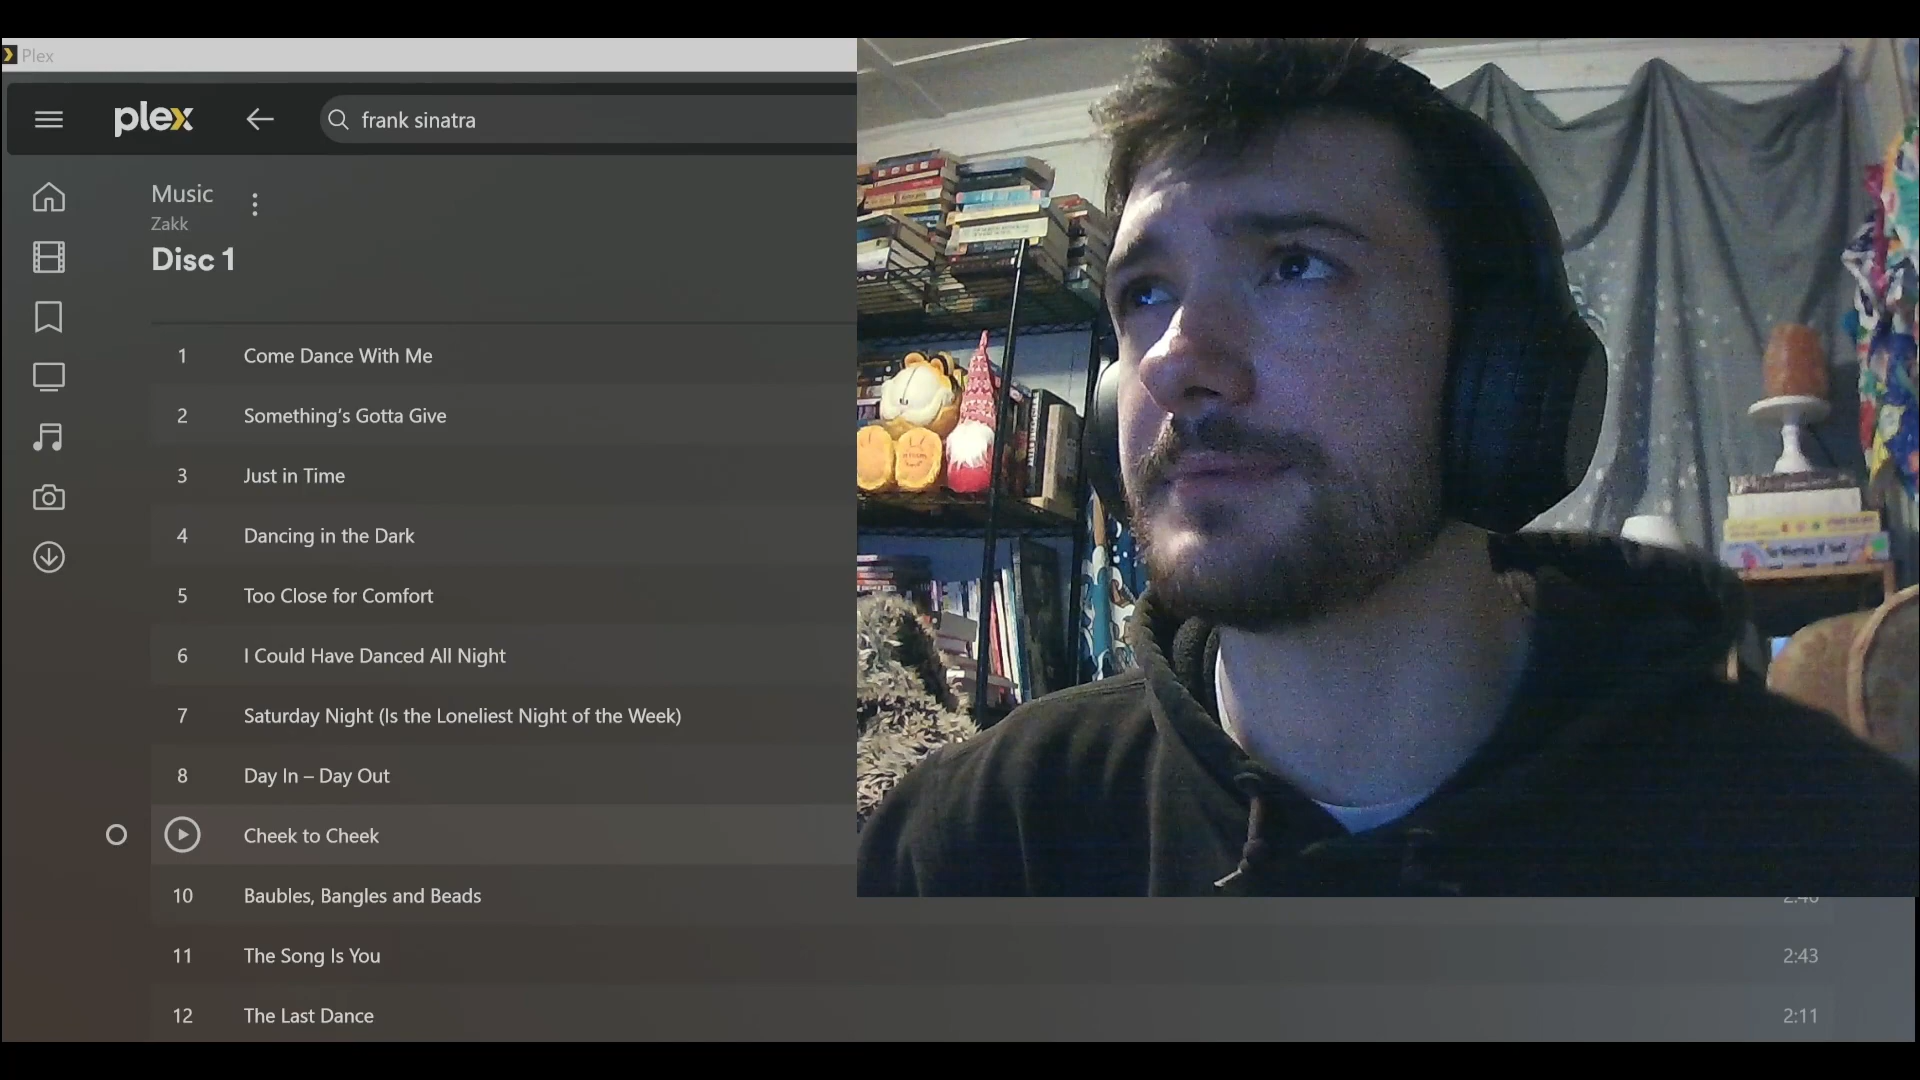 Plex
plex
frank sinatra
Music
Zakk
Disc 1
1 Come Dance With Me
2 Something’s Gotta Give
3 Just in Time
4 Dancing in the Dark
5 Too Close for Comfort
6 I Could Have Danced All Night
7 Saturday Night (Is the Loneliest Night of the Week)
8 Day In – Day Out
Cheek to Cheek
10 Baubles, Bangles and Beads
11 The Song Is You 2:43
12 The Last Dance 2:11